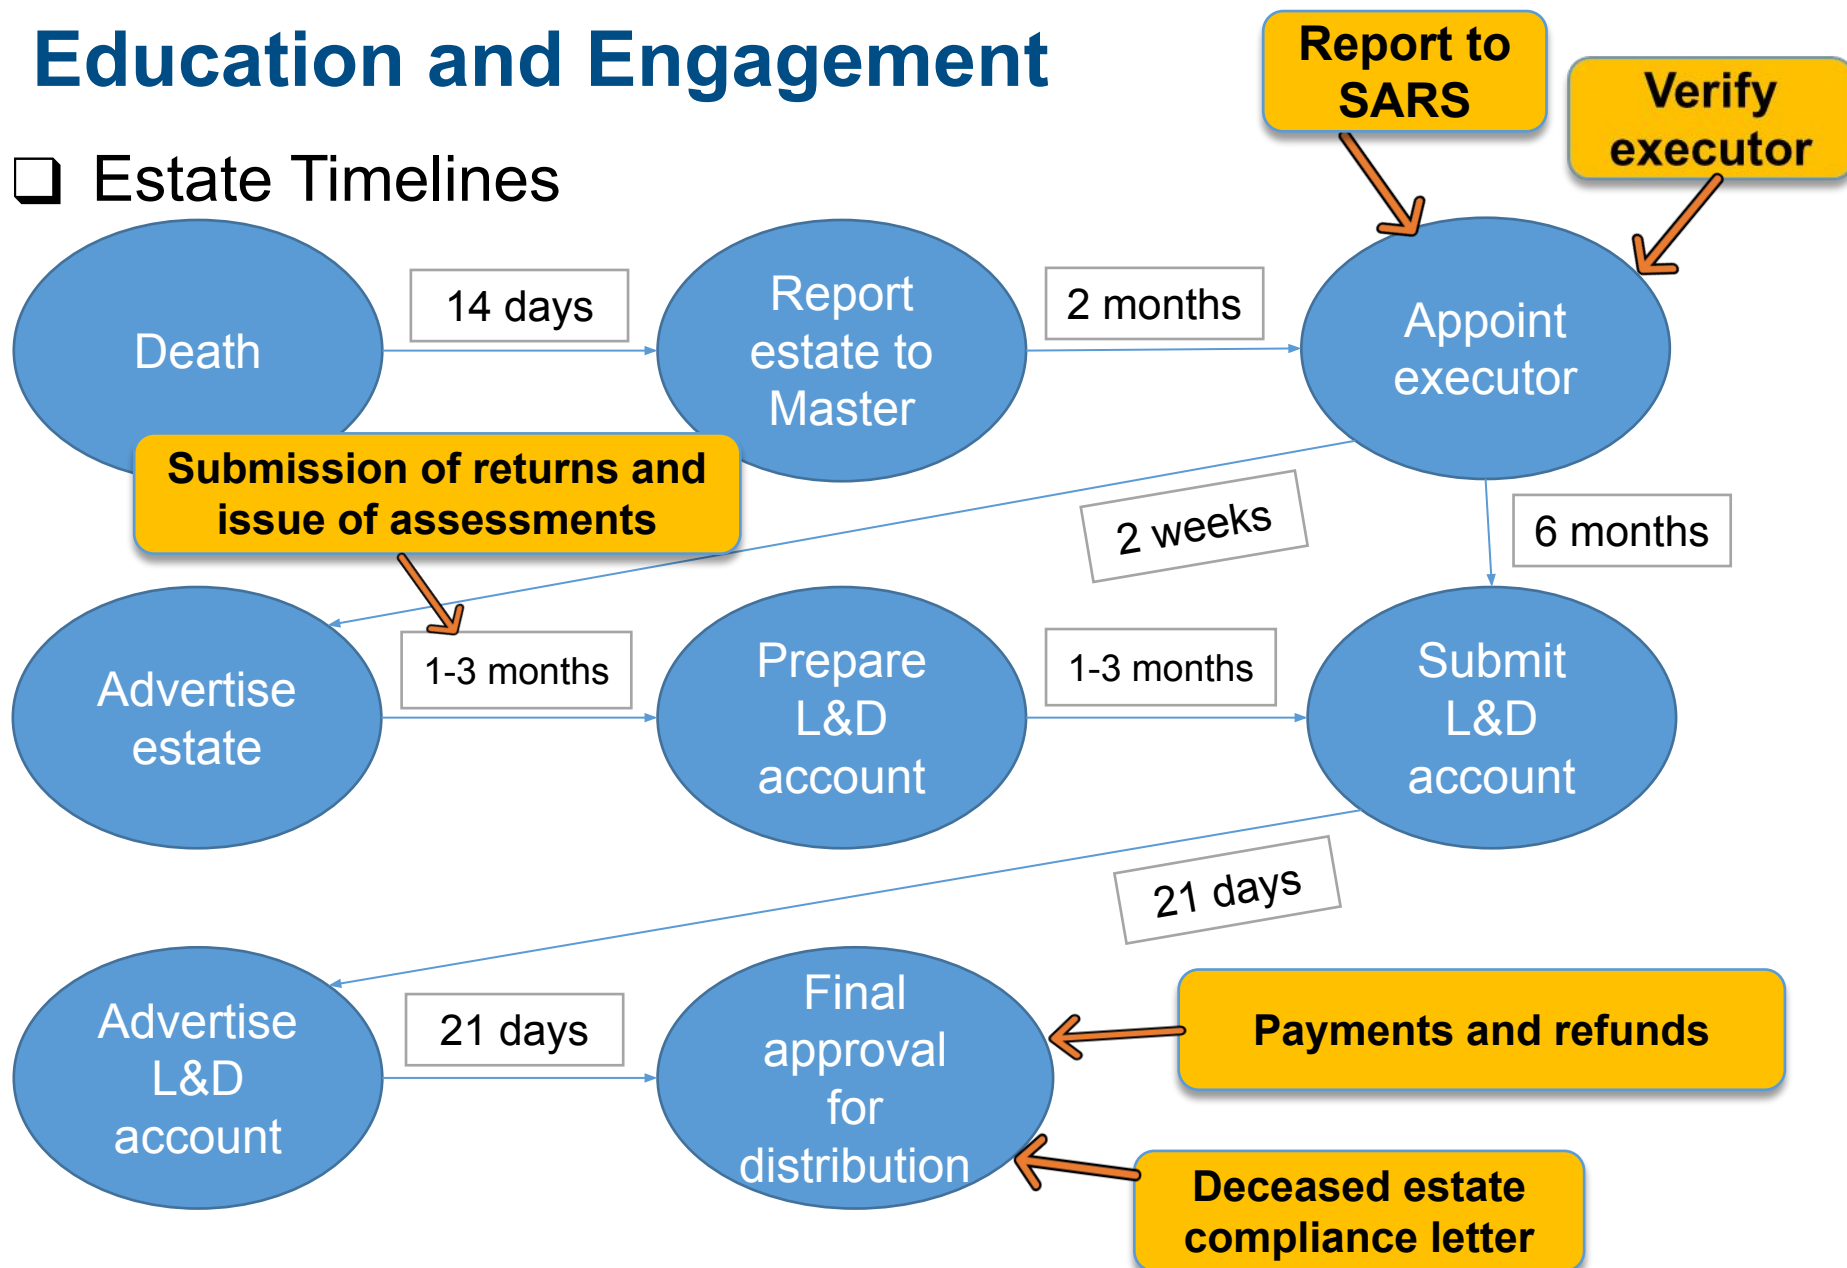 Education and Engagement
Report to
SARS
Verify
executor
❑ Estate Timelines
Death
14 days
Report
estate to
Master
2 months
Appoint
executor
Submission of returns and
issue of assessments
2 weeks
6 months
Advertise
estate
1-3 months
Prepare
L&D
account
1-3 months
Submit
L&D
account
21 days
Advertise
L&D
account
21 days
Final
approval
for
distribution
Payments and refunds
Deceased estate
compliance letter